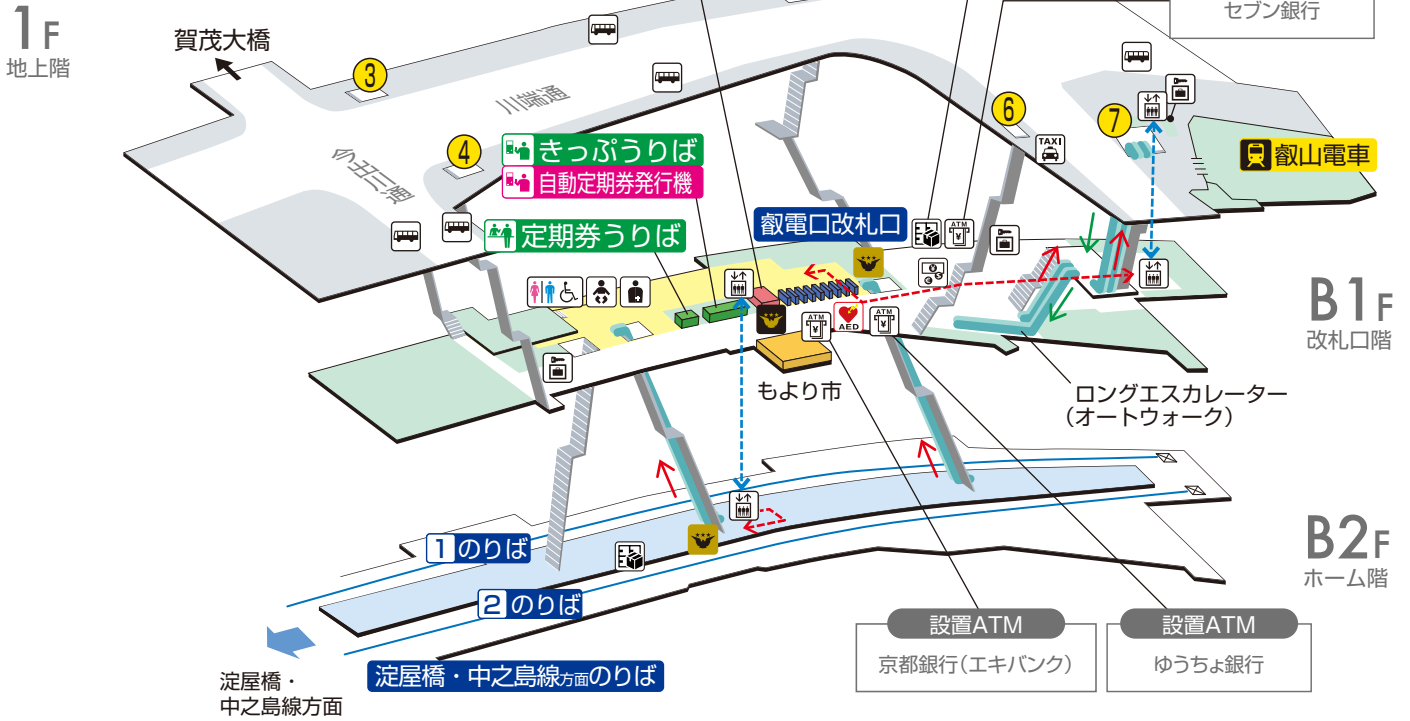 1F
地上階
賀茂大橋
セブン銀行
3
川端通
4
今出川通
6
7
TAXI
叡山電車
きっぷうりば
自動定期券発行機
定期券うりば
叡電口改札口
ATM
¥
B1F
改札口階
AED
ATM
¥
ATM
¥
もより市
ロングエスカレーター
(オートウォーク)
1 のりば
2 のりば
B2F
ホーム階
淀屋橋・中之島線方面のりば
淀屋橋・
中之島線方面
設置ATM
京都銀行(エキバンク)
設置ATM
ゆうちょ銀行